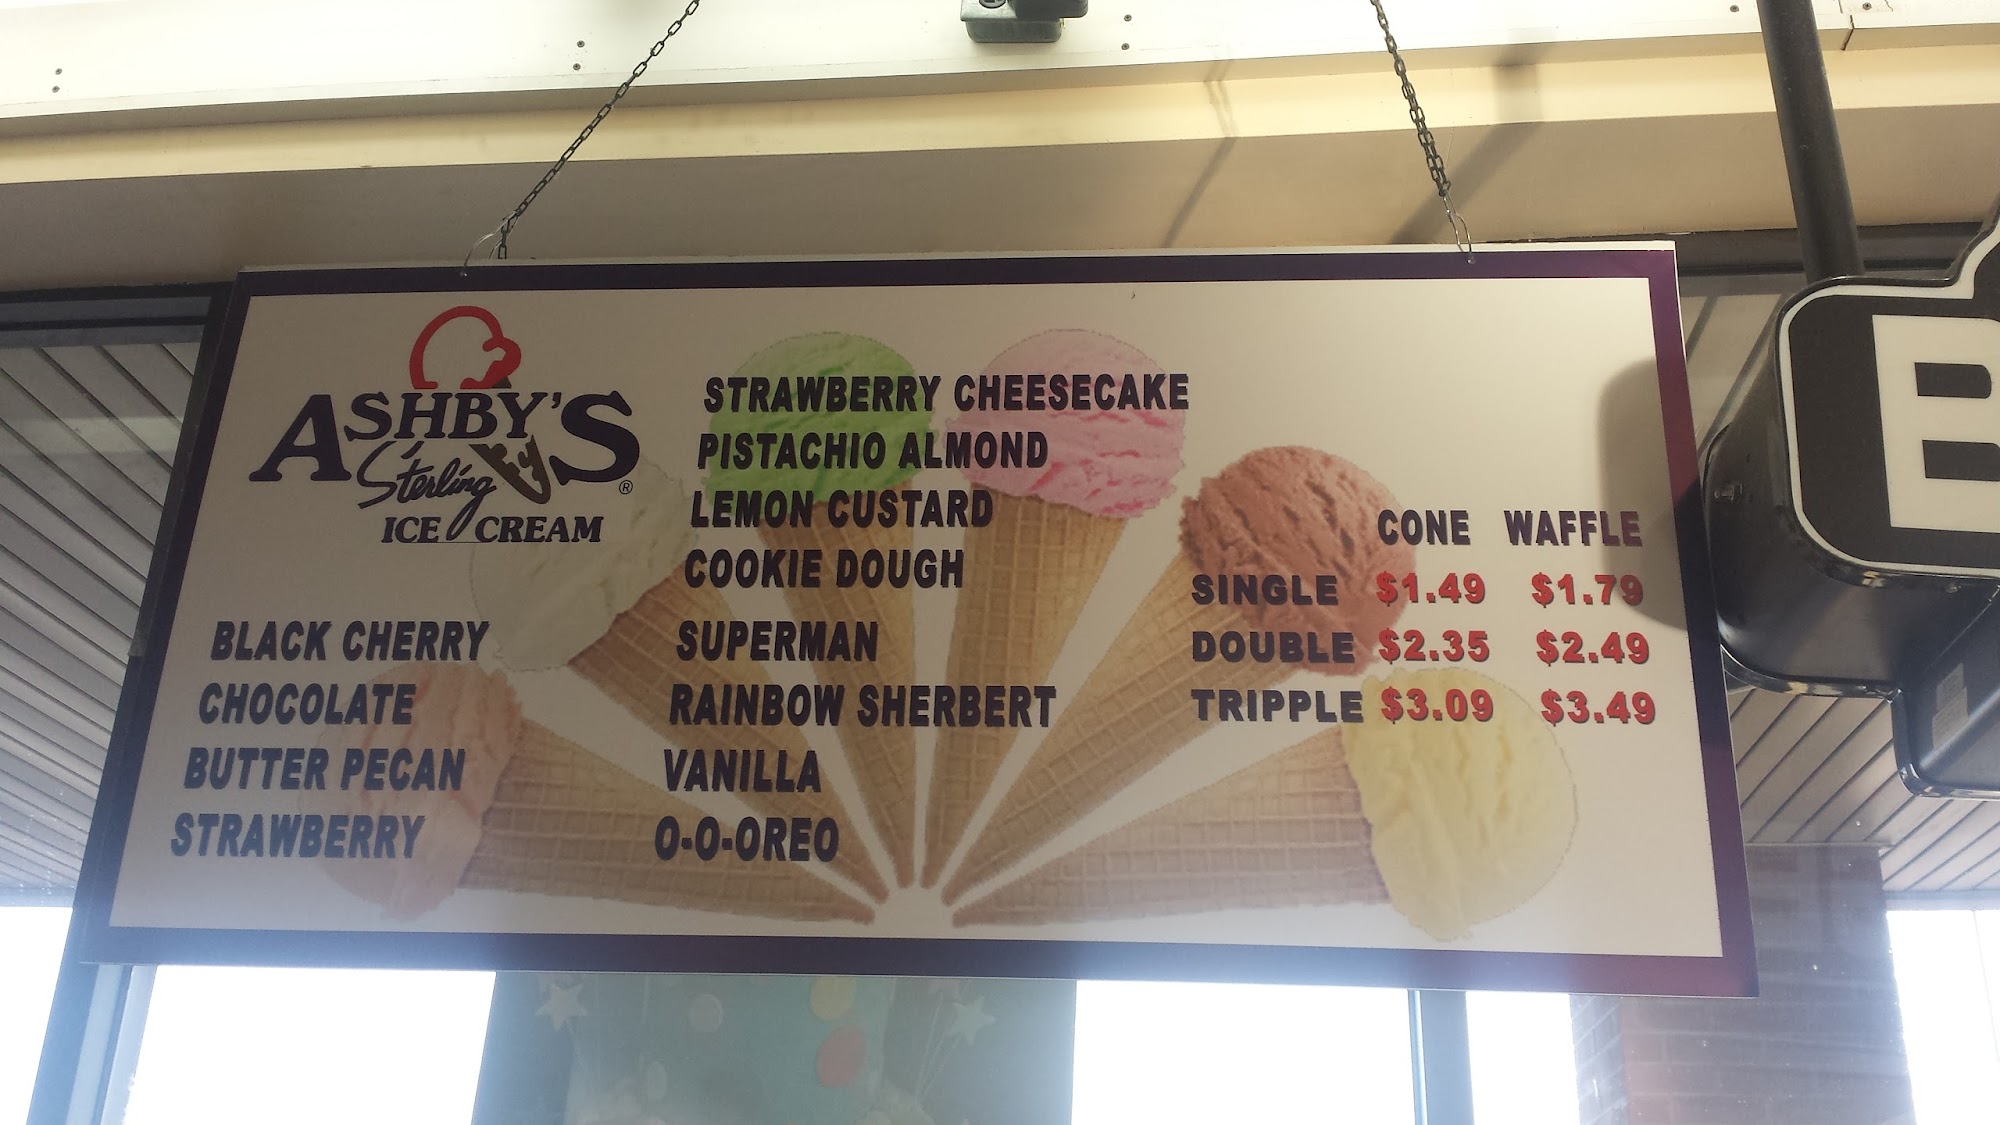 ASHBY'S
Sterling
ICE CREAM
®
BLACK CHERRY
CHOCOLATE
BUTTER PECAN
STRAWBERRY
STRAWBERRY CHEESECAKE
PISTACHIO ALMOND
LEMON CUSTARD
COOKIE DOUGH
SUPERMAN
RAINBOW SHERBERT
VANILLA
O-O-OREO
CONE WAFFLE
SINGLE $1.49 $1.79
DOUBLE $2.35 $2.49
TRIPPLE $3.09 $3.49
B